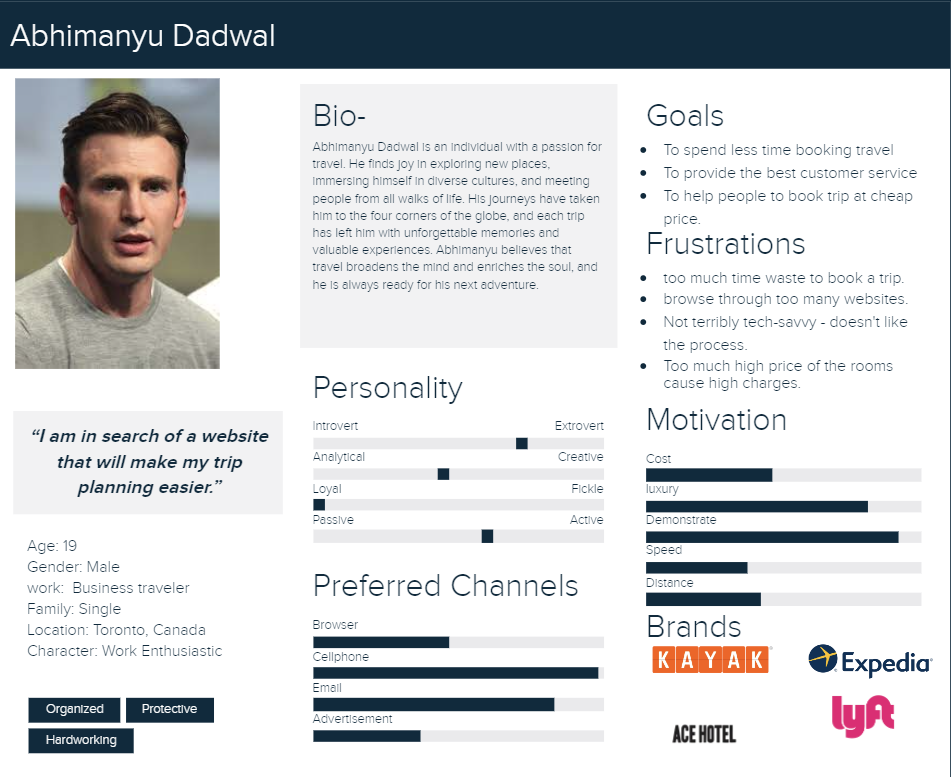 Abhimanyu Dadwal
“I am in search of a website
that will make my trip
planning easier.”
Age: 19
Gender: Male
work:  Business traveler
Family: Single
Location: Toronto, Canada
Character: Work Enthusiastic
Organized
Protective
Hardworking
Bio-
Abhimanyu Dadwal is an individual with a passion for
travel. He finds joy in exploring new places,
immersing himself in diverse cultures, and meeting
people from all walks of life. His journeys have taken
him to the four corners of the globe, and each trip
has left him with unforgettable memories and
valuable experiences. Abhimanyu believes that
travel broadens the mind and enriches the soul, and
he is always ready for his next adventure.
Personality
Introvert Extrovert
Analytical Creative
Loyal Fickle
Passive Active
Preferred Channels
Browser
Cellphone
Email
Advertisement
Goals
• To spend less time booking travel
• To provide the best customer service
• To help people to book trip at cheap
price.
Frustrations
• too much time waste to book a trip.
• browse through too many websites.
• Not terribly tech-savvy - doesn't like
the process.
• Too much high price of the rooms
cause high charges.
Motivation
Cost
luxury
Demonstrate
Speed
Distance
Brands
KAYAK
Expedia
ACE HOTEL
lyft